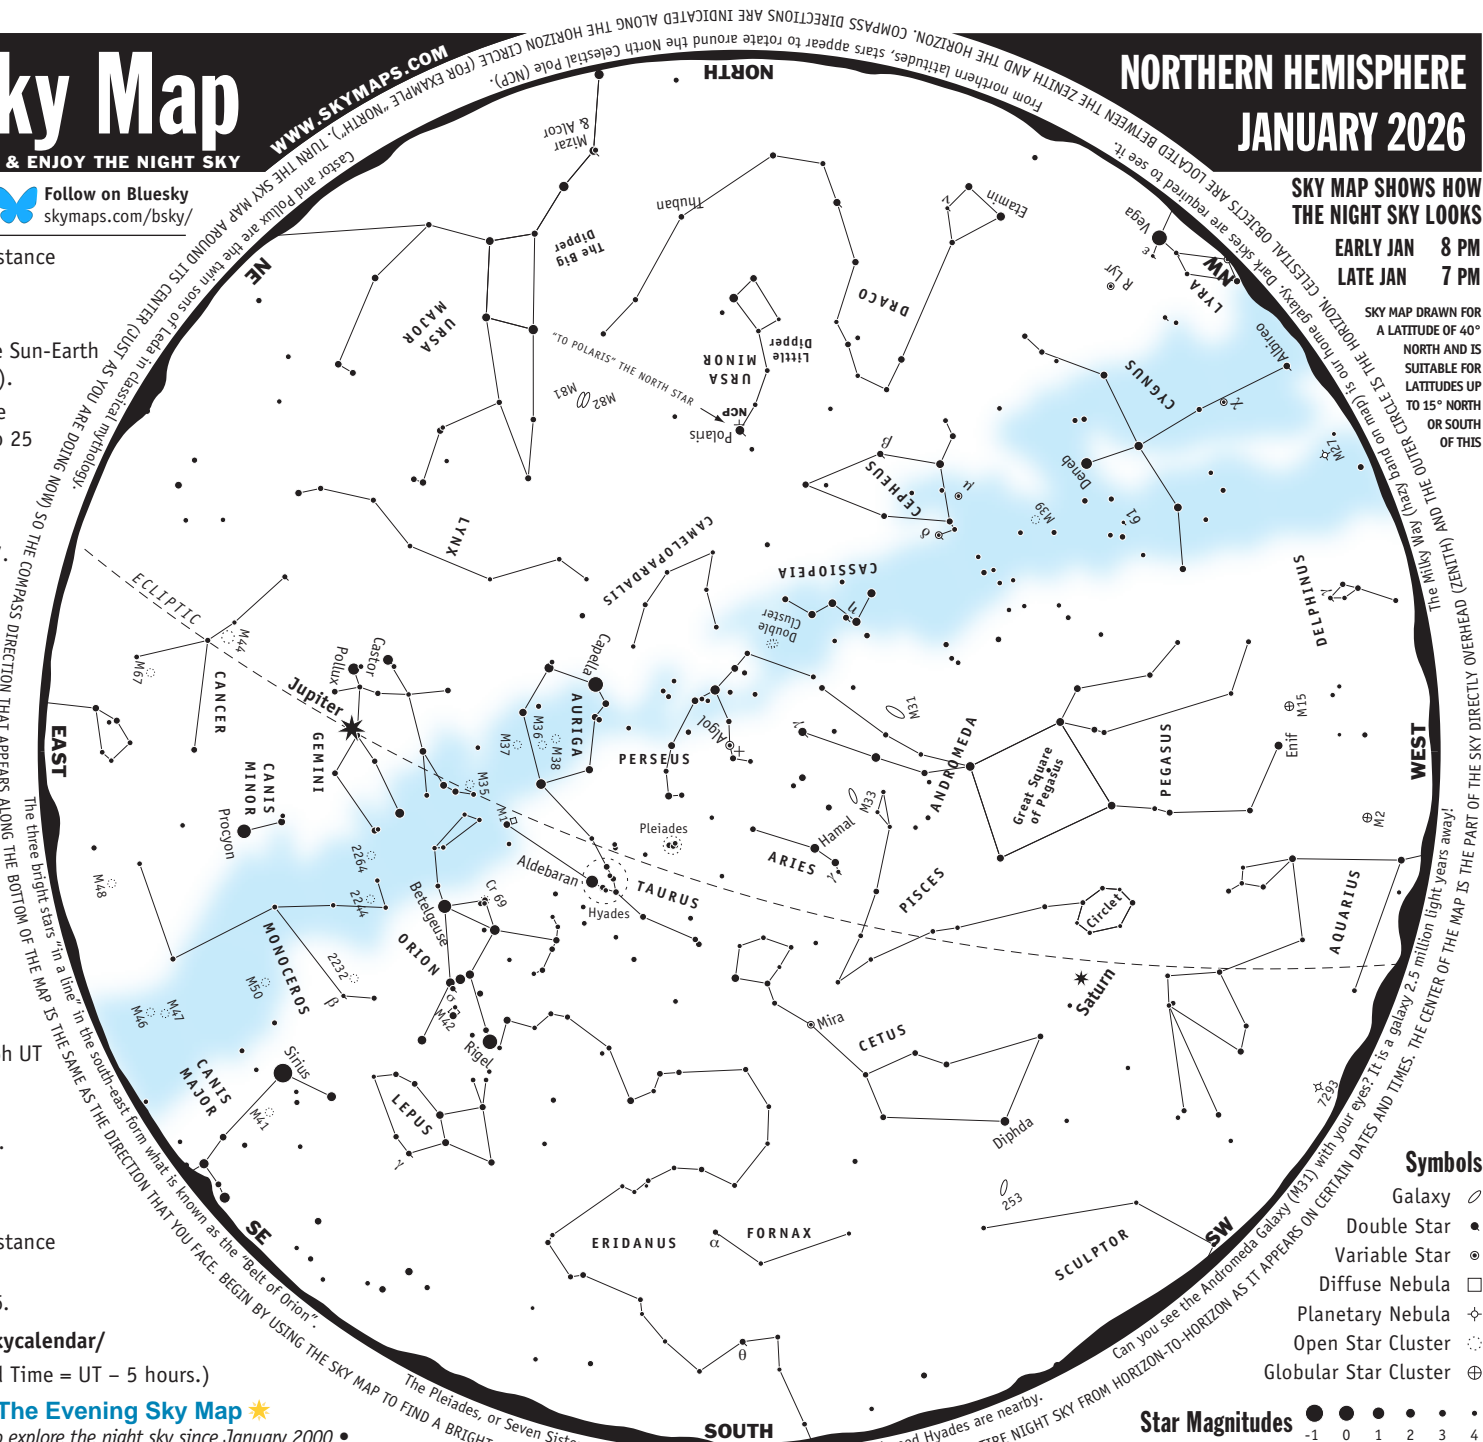 ky Map
& ENJOY THE NIGHT SKY
WWW.SKYMAPS.COM
Follow on Bluesky
skymaps.com/bsky/
stance
e Sun-Earth
).
e
o 25
.
h UT
.
stance
.
kycalendar/
l Time = UT – 5 hours.)
The Evening Sky Map
o explore the night sky since January 2000 •
NORTHERN HEMISPHERE
JANUARY 2026
SKY MAP SHOWS HOW
THE NIGHT SKY LOOKS
EARLY JAN 8 PM
LATE JAN 7 PM
SKY MAP DRAWN FOR
A LATITUDE OF 40°
NORTH AND IS
SUITABLE FOR
LATITUDES UP
TO 15° NORTH
OR SOUTH
OF THIS
COMPASS DIRECTIONS ARE INDICATED ALONG THE HORIZON CIRCLE (FOR EXAMPLE "NORTH"). TURN THE SKY MAP AROUND ITS CENTER (JUST AS YOU ARE DOING NOW) SO THE COMPASS DIRECTION THAT APPEARS ALONG THE BOTTOM OF THE MAP IS THE SAME AS THE DIRECTION THAT YOU FACE. BEGIN BY USING THE SKY MAP TO FIND A BRIGHT
TIRE NIGHT SKY FROM HORIZON-TO-HORIZON AS IT APPEARS ON CERTAIN DATES AND TIMES. THE CENTER OF THE MAP IS THE PART OF THE SKY DIRECTLY OVERHEAD (ZENITH) AND THE OUTER CIRCLE IS THE HORIZON. CELESTIAL OBJECTS ARE LOCATED BETWEEN THE ZENITH AND THE HORIZON.
From northern latitudes, stars appear to rotate around the North Celestial Pole (NCP).
Castor and Pollux are the twin sons of Leda in classical mythology.
The three bright stars "in a line" in the south-east form what is known as the "Belt of Orion".
The Pleiades, or Seven Siste
ed Hyades are nearby.
Can you see the Andromeda Galaxy (M31) with your eyes? It is a galaxy 2.5 million light years away!
The Milky Way (hazy band on map) is our home galaxy. Dark skies are required to see it.
NORTH
NE
NW
EAST
WEST
SE
SW
SOUTH
Mizar
& Alcor
The Big
Dipper
URSA
MAJOR
Thuban
DRACO
ν
Etamin
Vega
ε
LYRA
R Lyr
Albireo
CYGNUS
χ
Deneb
M27
M39
61
Little
Dipper
URSA
MINOR
"TO POLARIS" THE NORTH STAR
NCP
Polaris
M81
M82
β
CEPHEUS
μ
δ
LYNX
CAMELOPARDALIS
CASSIOPEIA
η
Double
Cluster
DELPHINUS
γ
ECLIPTIC
M44
M67
CANCER
Pollux
Castor
Jupiter
GEMINI
Capella
AURIGA
M36
M37
M38
PERSEUS
Algol
M31
γ
ANDROMEDA
Great Square
of Pegasus
PEGASUS
M15
Enif
M2
CANIS
MINOR
Procyon
M35
M1
Pleiades
M33
Hamal
ARIES
γ
PISCES
Aldebaran
Hyades
TAURUS
M48
2264
2244
Betelgeuse
Cr 69
ORION
MONOCEROS
2232
β
M50
M46
M47
σ
M42
Rigel
Circlet
AQUARIUS
Saturn
Mira
CETUS
Diphda
7293
CANIS
MAJOR
Sirius
M41
LEPUS
γ
ERIDANUS
α
FORNAX
253
SCULPTOR
θ
Symbols
Galaxy
Double Star
Variable Star
Diffuse Nebula
Planetary Nebula
Open Star Cluster
Globular Star Cluster
Star Magnitudes
-1 0 1 2 3 4